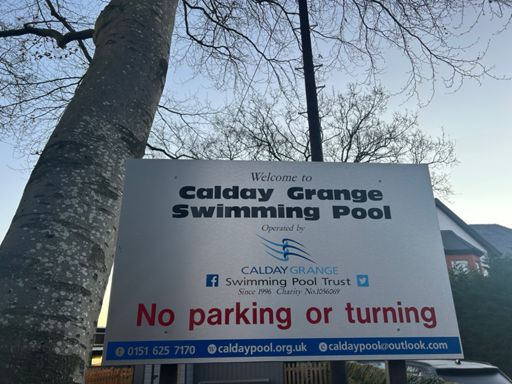 Welcome to
Calday Grange
Swimming Pool
Operated by
CALDAY GRANGE
Swimming Pool Trust
Since 1996 Charity No.1056069
No parking or turning
0151 625 7170 caldaypool.org.uk caldaypool@outlook.com